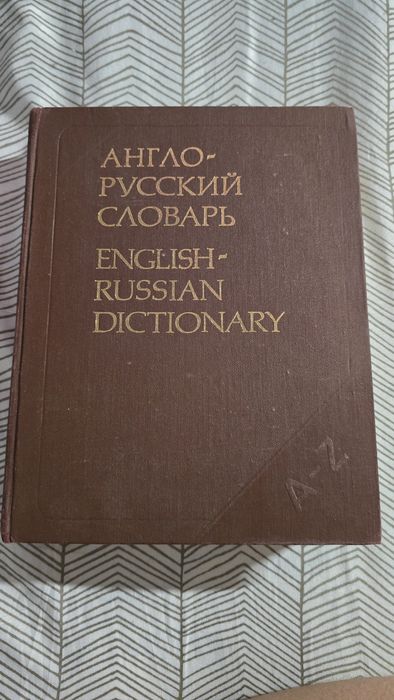 АНГЛО-
РУССКИЙ
СЛОВАРЬ
ENGLISH-
RUSSIAN
DICTIONARY
A-Z